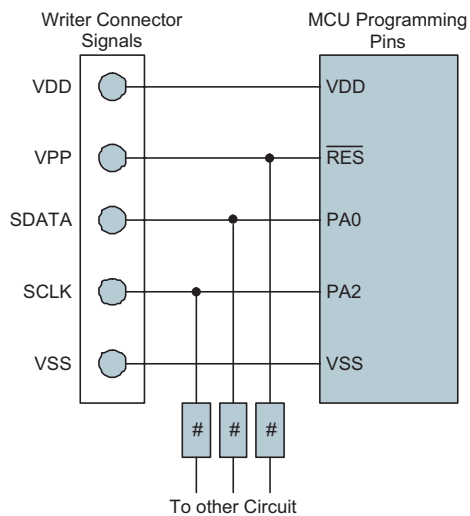 Writer Connector
Signals
MCU Programming
Pins
VDD
VDD
VPP
RES
SDATA
PA0
SCLK
PA2
VSS
VSS
# # #
To other Circuit